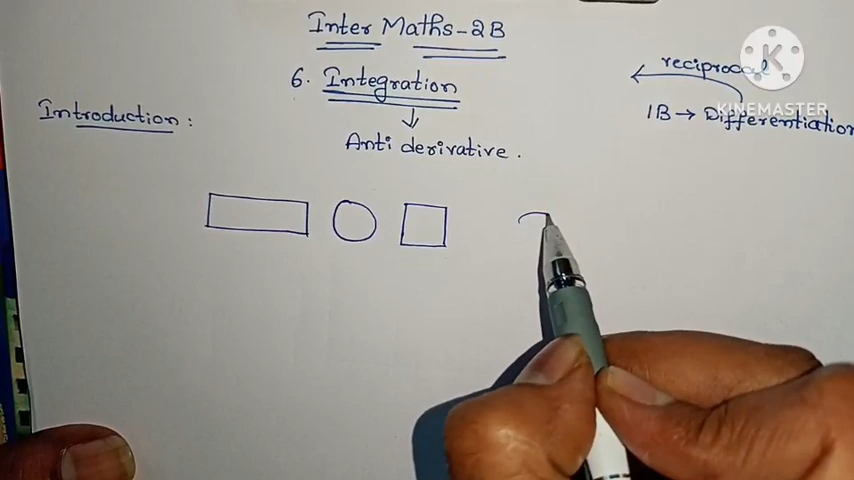 Inter Maths-2B
6. Integration
reciprocal
KINEMASTER
Introduction:
1B → Differentiation
Anti derivative.